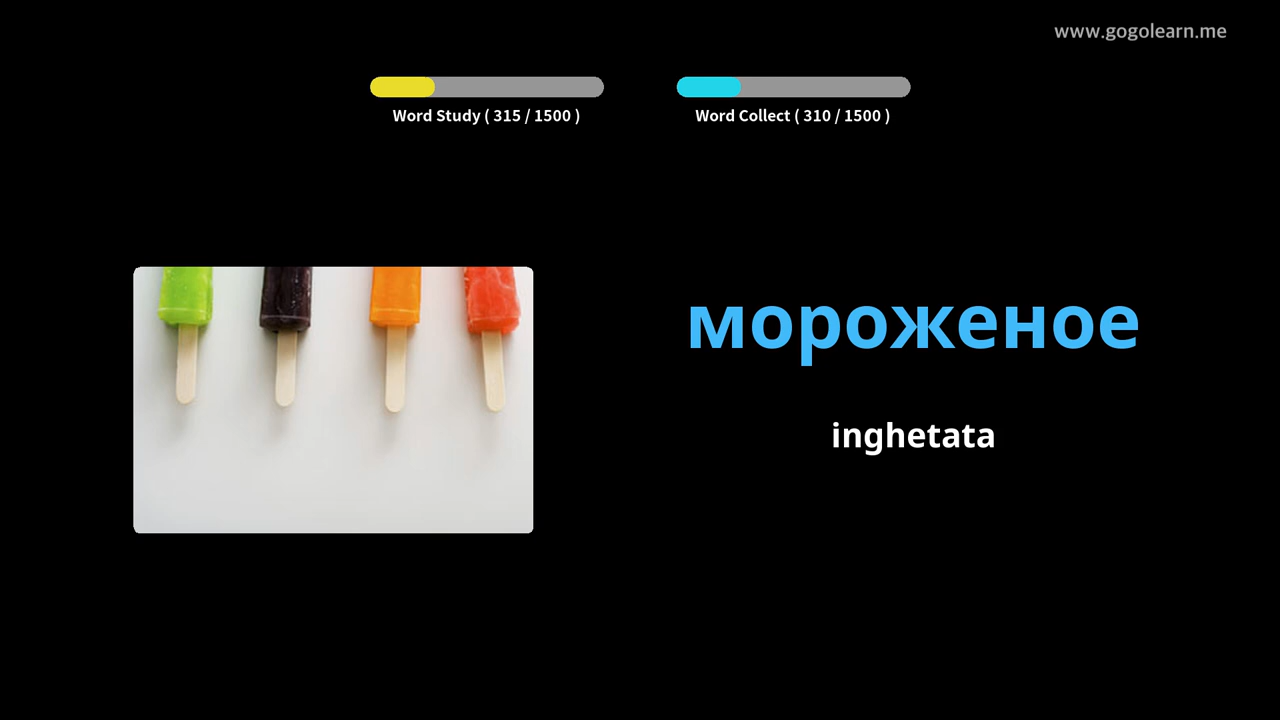 www.gogolearn.me
Word Study ( 315 / 1500 )
Word Collect ( 310 / 1500 )
мороженое
inghetata